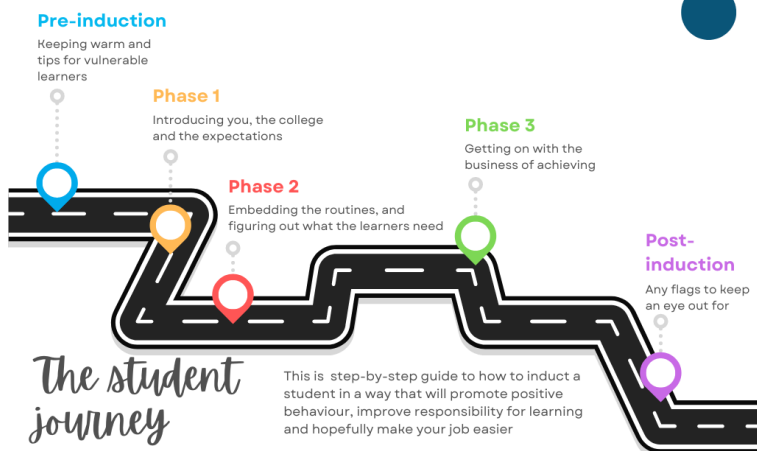 Pre-induction
Keeping warm and
tips for vulnerable
learners
Phase 1
Introducing you, the college
and the expectations
Phase 2
Embedding the routines, and
figuring out what the learners need
Phase 3
Getting on with the
business of achieving
Post-
induction
Any flags to keep
an eye out for
The student
journey
This is step-by-step guide to how to induct a
student in a way that will promote positive
behaviour, improve responsibility for learning
and hopefully make your job easier